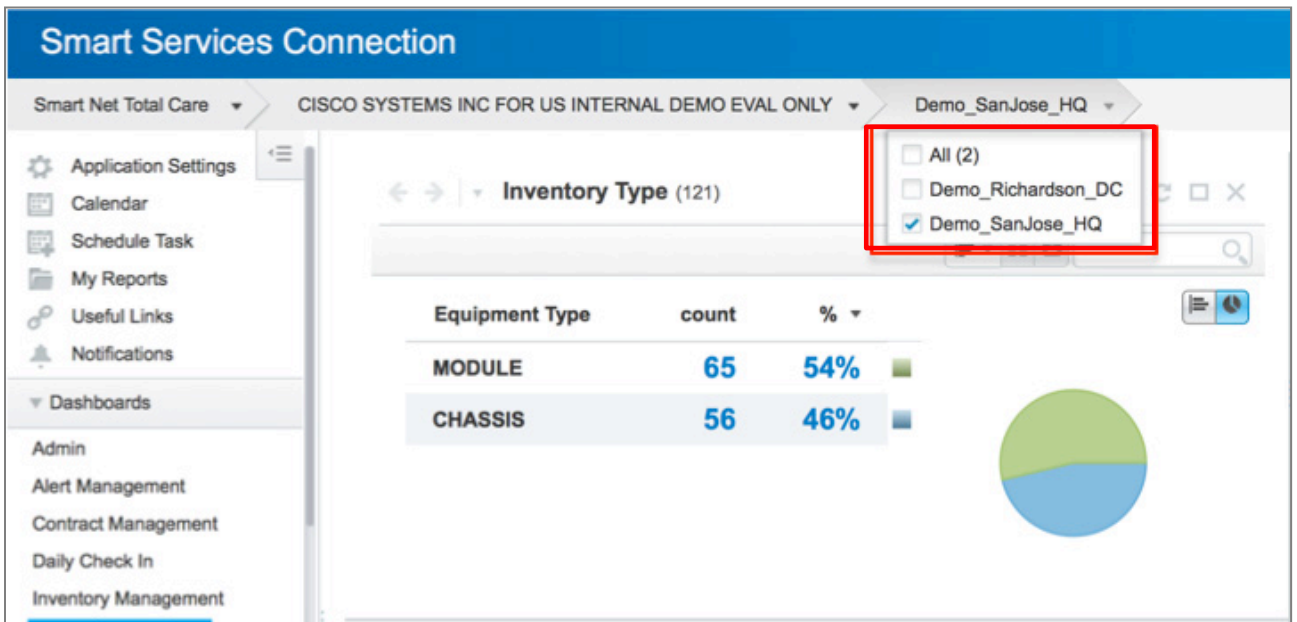 Smart Services Connection
Smart Net Total Care
CISCO SYSTEMS INC FOR US INTERNAL DEMO EVAL ONLY
Demo_SanJose_HQ
All (2)
Demo_Richardson_DC
Demo_SanJose_HQ
Application Settings
Calendar
Schedule Task
My Reports
Useful Links
Notifications
Dashboards
Admin
Alert Management
Contract Management
Daily Check In
Inventory Management
Inventory Type (121)
Equipment Type count %
MODULE 65 54%
CHASSIS 56 46%